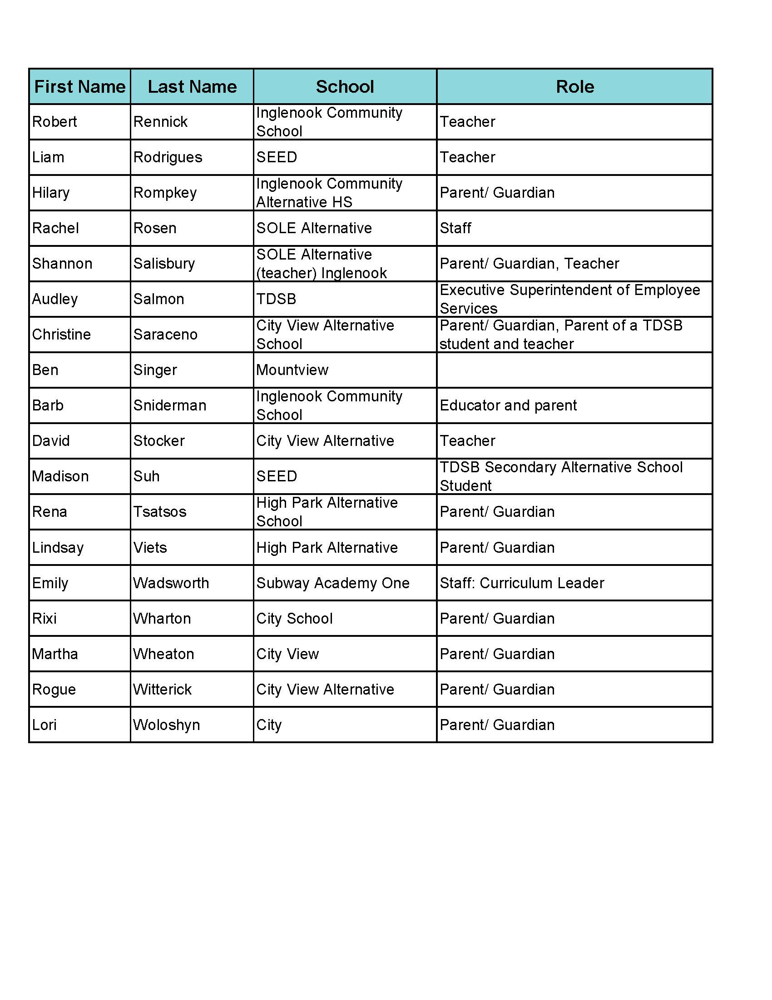 First Name Last Name School Role
Robert Rennick Inglenook Community
School Teacher
Liam Rodrigues SEED Teacher
Hilary Rompkey Inglenook Community
Alternative HS Parent/ Guardian
Rachel Rosen SOLE Alternative Staff
Shannon Salisbury SOLE Alternative
(teacher) Inglenook Parent/ Guardian, Teacher
Audley Salmon TDSB Executive Superintendent of Employee
Services
Christine Saraceno City View Alternative
School Parent/ Guardian, Parent of a TDSB
student and teacher
Ben Singer Mountview
Barb Sniderman Inglenook Community
School Educator and parent
David Stocker City View Alternative Teacher
Madison Suh SEED TDSB Secondary Alternative School
Student
Rena Tsatsos High Park Alternative
School Parent/ Guardian
Lindsay Viets High Park Alternative Parent/ Guardian
Emily Wadsworth Subway Academy One Staff: Curriculum Leader
Rixi Wharton City School Parent/ Guardian
Martha Wheaton City View Parent/ Guardian
Rogue Witterick City View Alternative Parent/ Guardian
Lori Woloshyn City Parent/ Guardian